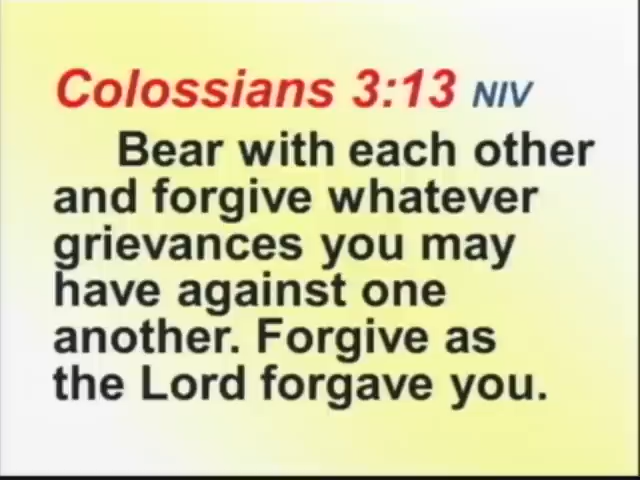 Colossians 3:13 NIV
Bear with each other
and forgive whatever
grievances you may
have against one
another. Forgive as
the Lord forgave you.